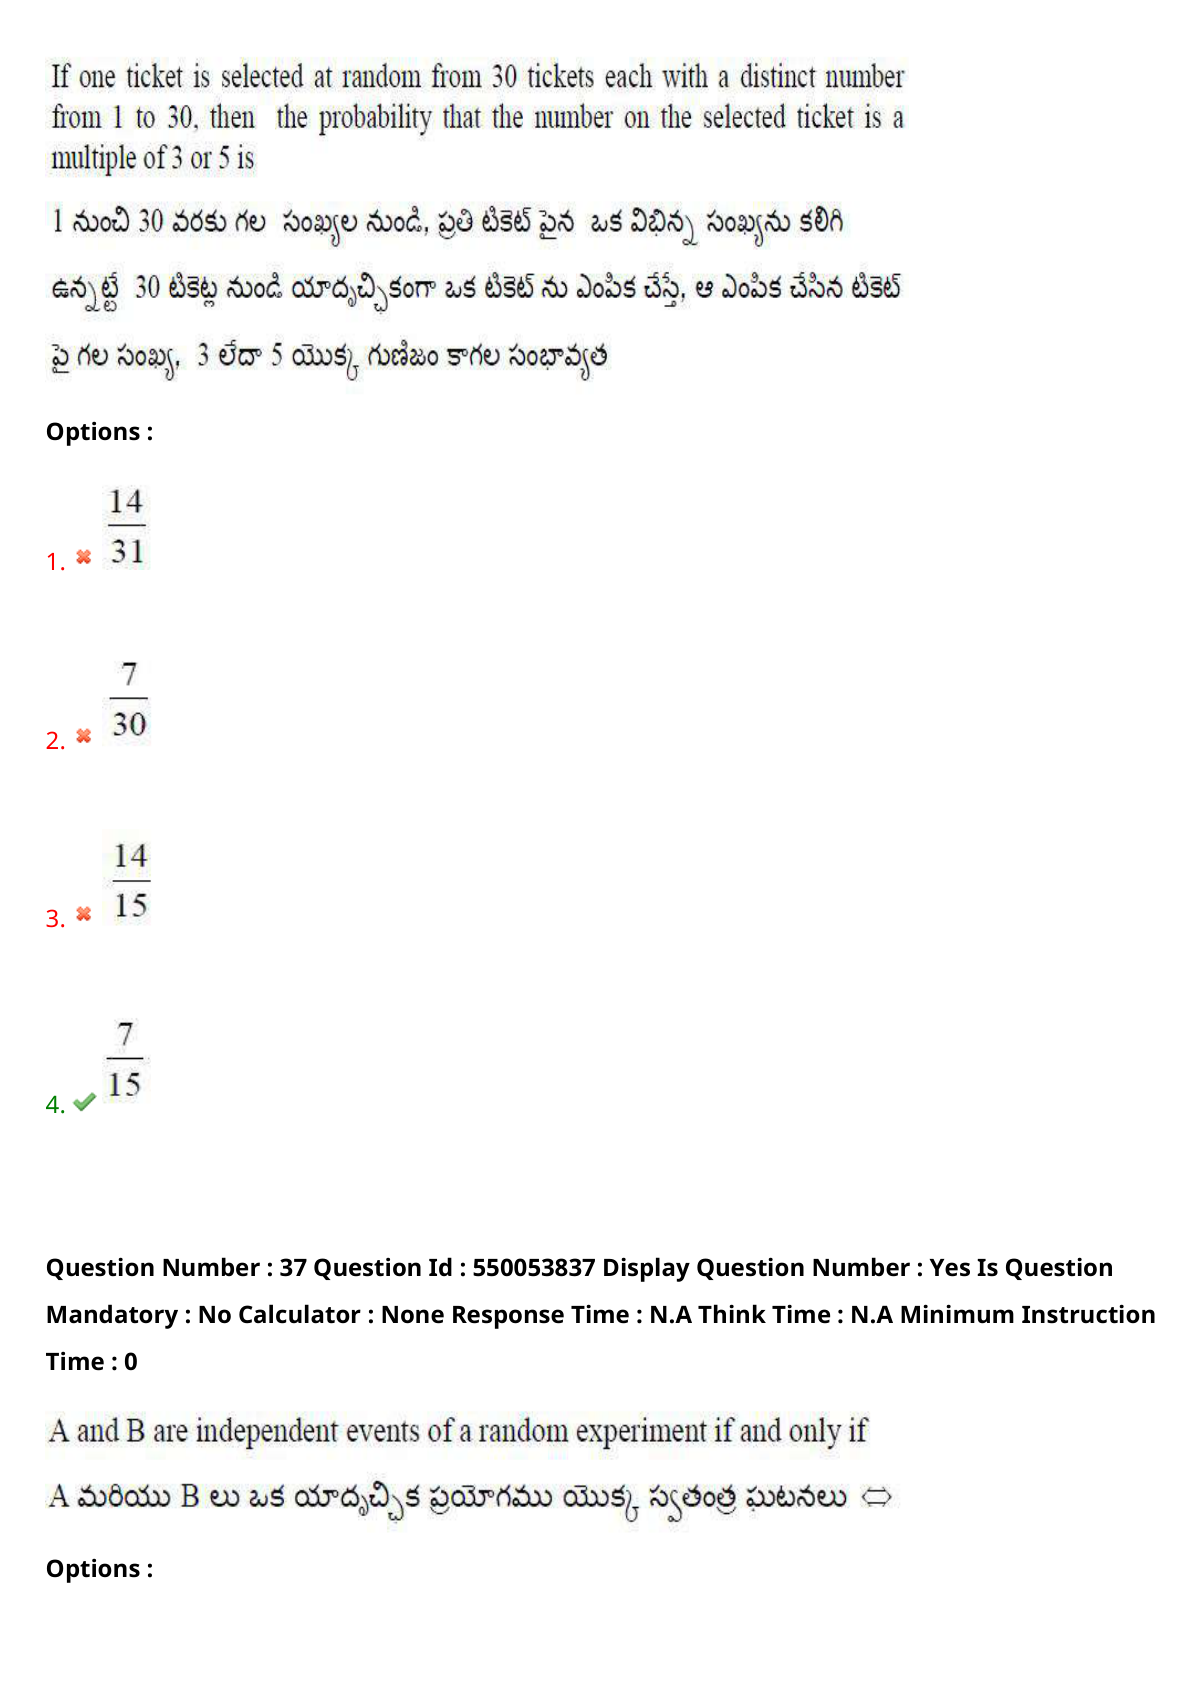 If one ticket is selected at random from 30 tickets each with a distinct number
from 1 to 30, then the probability that the number on the selected ticket is a
multiple of 3 or 5 is
1 నుంచి 30 వరకు గల సంఖ్యల నుండి, ప్రతి టికెట్ పైన ఒక విభిన్న సంఖ్యను కలిగి
ఉన్నట్టే 30 టికెట్ల నుండి యాదృచ్ఛికంగా ఒక టికెట్ ను ఎంపిక చేస్తే, ఆ ఎంపిక చేసిన టికెట్
పై గల సంఖ్య, 3 లేదా 5 యొక్క గుణిజం కాగల సంభావ్యత
Options :
14
31
1.
7
30
2.
14
15
3.
7
15
4.
Question Number : 37 Question Id : 550053837 Display Question Number : Yes Is Question
Mandatory : No Calculator : None Response Time : N.A Think Time : N.A Minimum Instruction
Time : 0
A and B are independent events of a random experiment if and only if
A మరియు B లు ఒక యాదృచ్ఛిక ప్రయోగము యొక్క స్వతంత్ర ఘటనలు ⇔
Options :